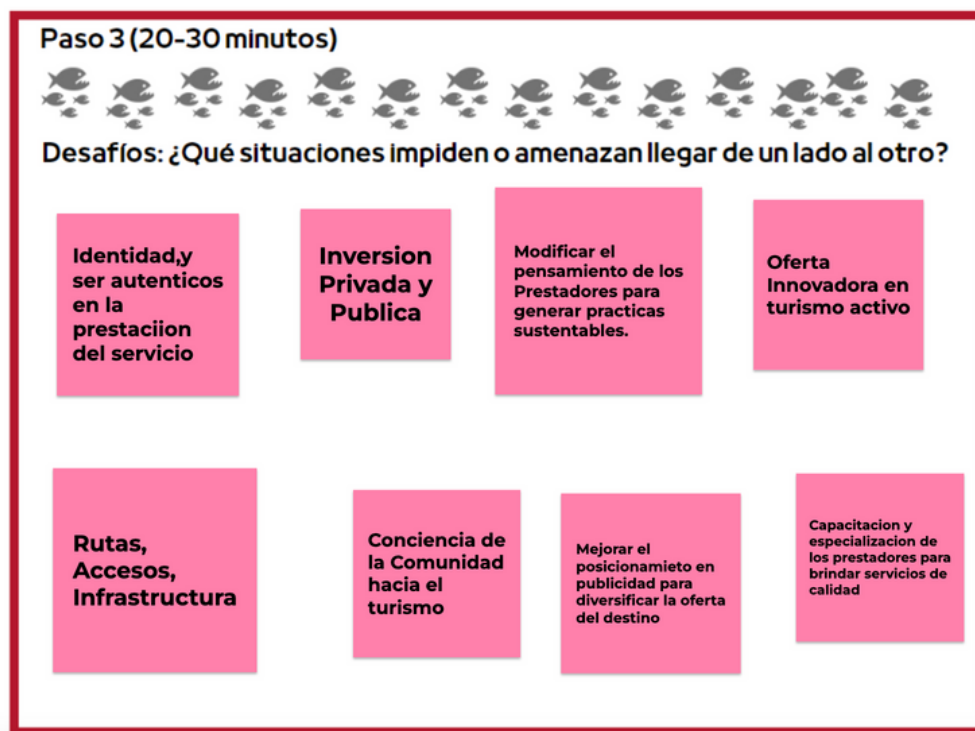 Paso 3 (20-30 minutos)
Desafíos: ¿Qué situaciones impiden o amenazan llegar de un lado al otro?
Identidad,y
ser autenticos
en la
prestaciion
del servicio
Inversion
Privada y
Publica
Modificar el
pensamiento de los
Prestadores para
generar practicas
sustentables.
Oferta
Innovadora en
turismo activo
Rutas,
Accesos,
Infrastructura
Conciencia de
la Comunidad
hacia el
turismo
Mejorar el
posicionamieto en
publicidad para
diversificar la oferta
del destino
Capacitacion y
especializacion de
los prestadores para
brindar servicios de
calidad